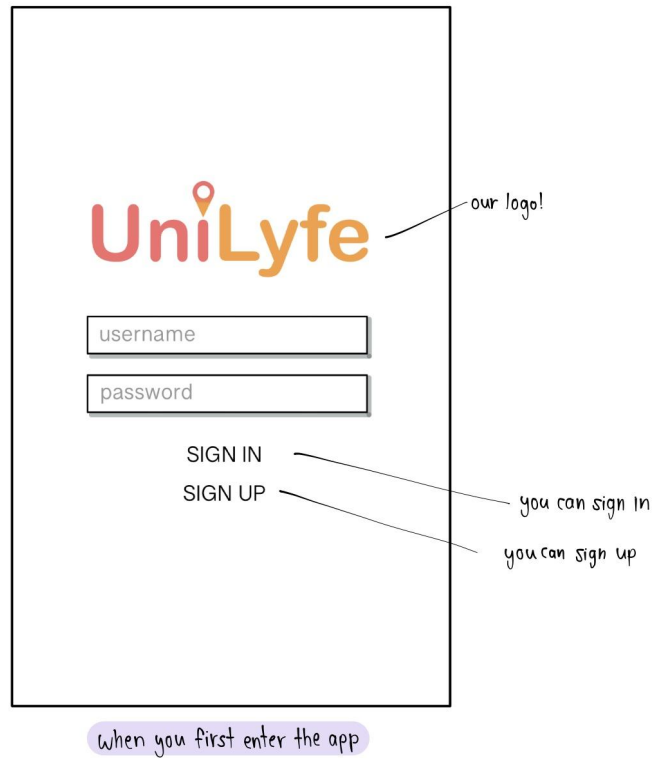 UniLyfe
our logo!
username
password
SIGN IN
SIGN UP
you can sign In
you can sign up
when you first enter the app